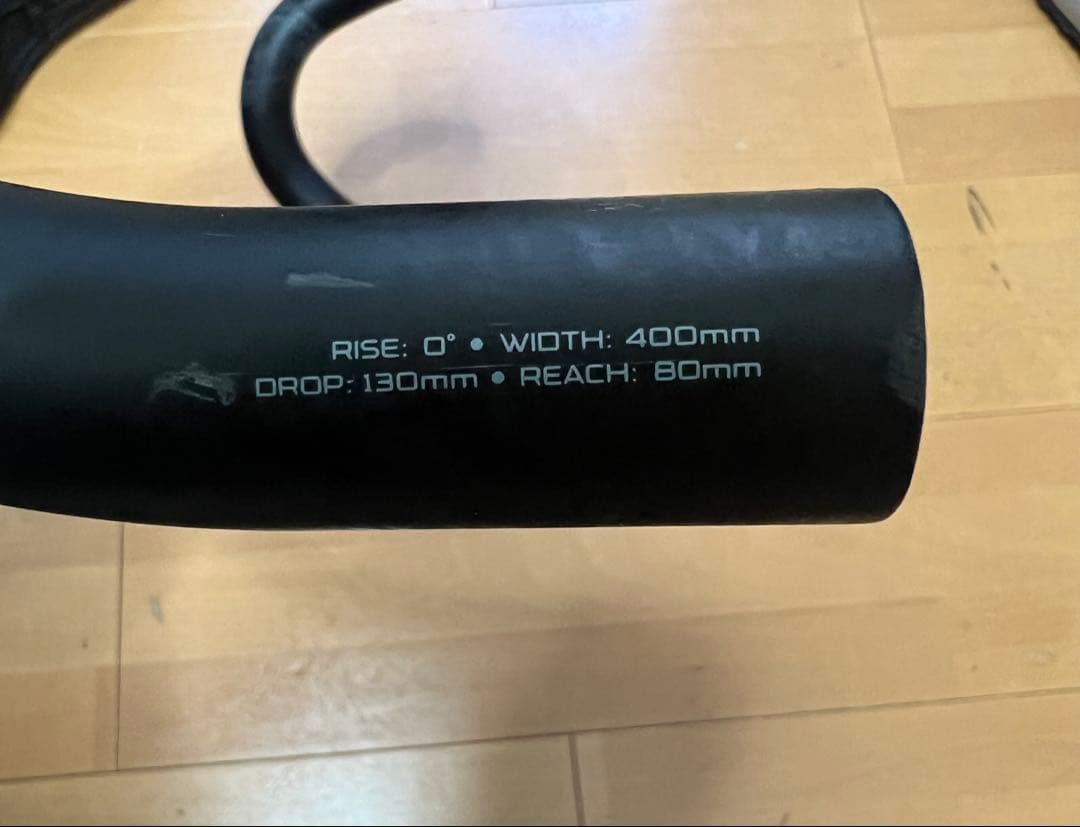 RISE: 0° • WIDTH: 400mm
DROP: 130mm • REACH: 80mm